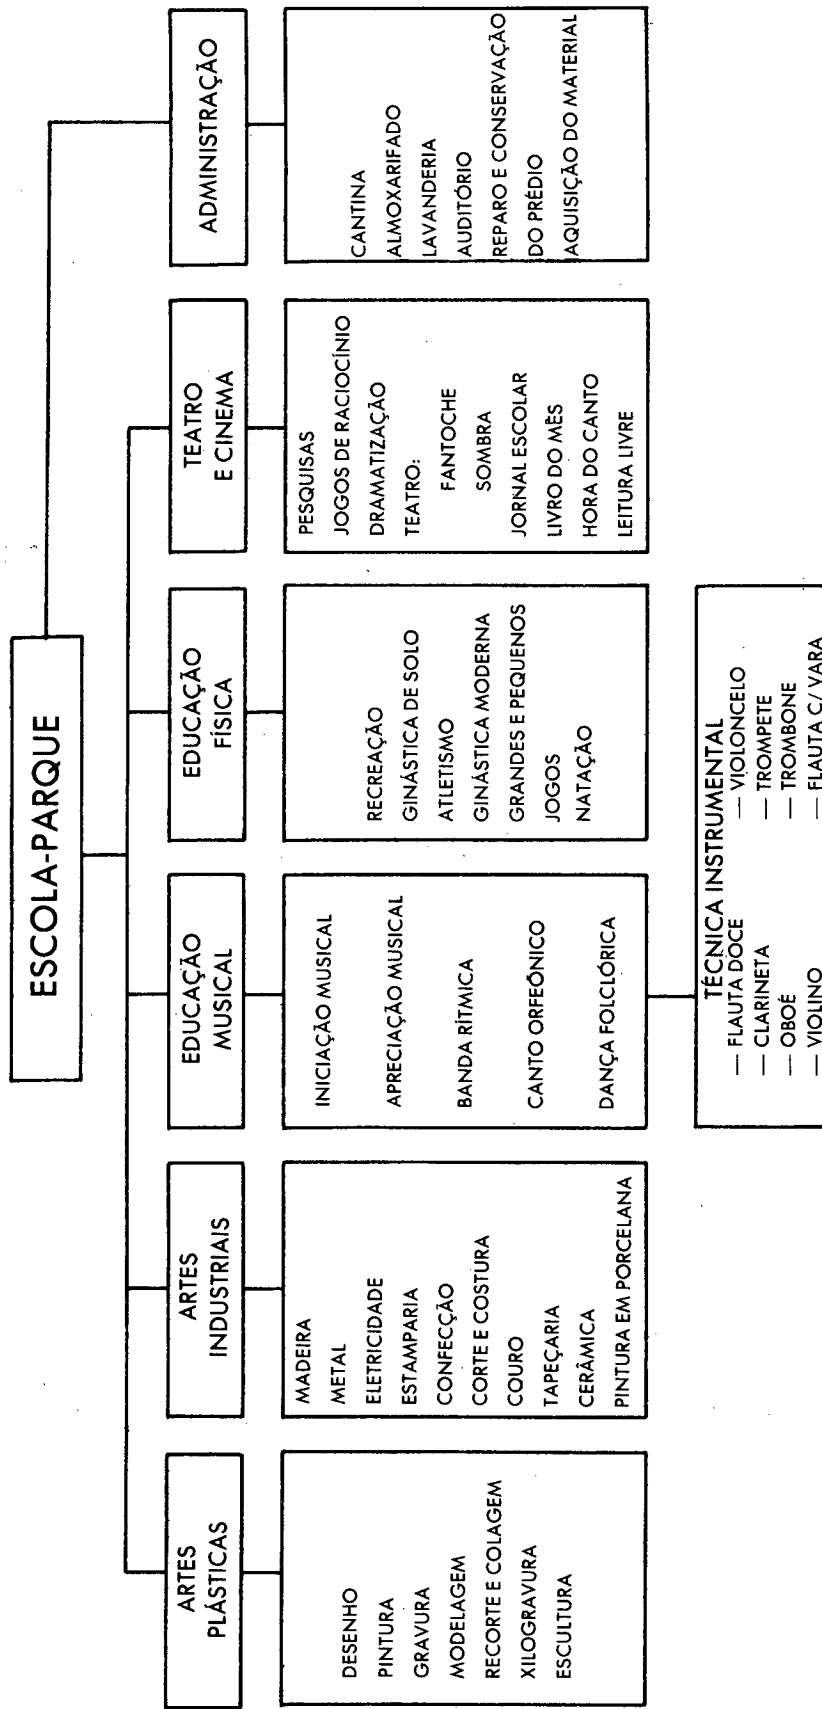 ESCOLA-PARQUE
ARTES
PLÁSTICAS
DESENHO
PINTURA
GRAVURA
MODELAGEM
RECORTE E COLAGEM
XILOGRAVURA
ESCULTURA
ARTES
INDUSTRIAIS
MADEIRA
METAL
ELETRICIDADE
ESTAMPARIA
CONFECÇÃO
CORTE E COSTURA
COURO
TAPEÇARIA
CERÂMICA
PINTURA EM PORCELANA
EDUCAÇÃO
MUSICAL
INICIAÇÃO MUSICAL
APRECIAÇÃO MUSICAL
BANDA RÍTMICA
CANTO ORFEÔNICO
DANÇA FOLCLÓRICA
TÉCNICA INSTRUMENTAL
— FLAUTA DOCE — VIOLONCELO
— CLARINETA — TROMPETE
— OBOÉ — TROMBONE
— VIOLINO — FLAUTA C/ VARA
EDUCAÇÃO
FÍSICA
RECREAÇÃO
GINÁSTICA DE SOLO
ATLETISMO
GINÁSTICA MODERNA
GRANDES E PEQUENOS
JOGOS
NATAÇÃO
TEATRO
E CINEMA
PESQUISAS
JOGOS DE RACIOCÍNIO
DRAMATIZAÇÃO
TEATRO:
FANTOCHE
SOMBRA
JORNAL ESCOLAR
LIVRO DO MÊS
HORA DO CANTO
LEITURA LIVRE
ADMINISTRAÇÃO
CANTINA
ALMOXARIFADO
LAVANDERIA
AUDITÓRIO
REPARO E CONSERVAÇÃO
DO PRÉDIO
AQUISIÇÃO DO MATERIAL